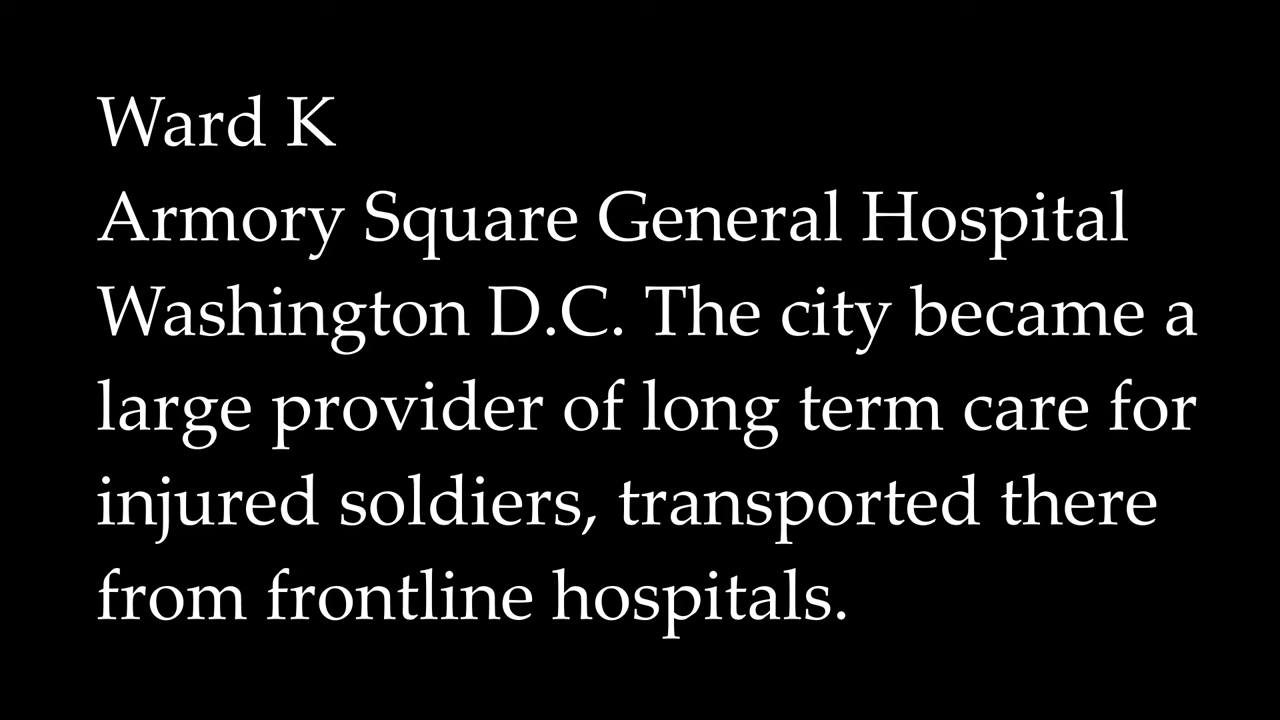 Ward K
Armory Square General Hospital
Washington D.C. The city became a
large provider of long term care for
injured soldiers, transported there
from frontline hospitals.